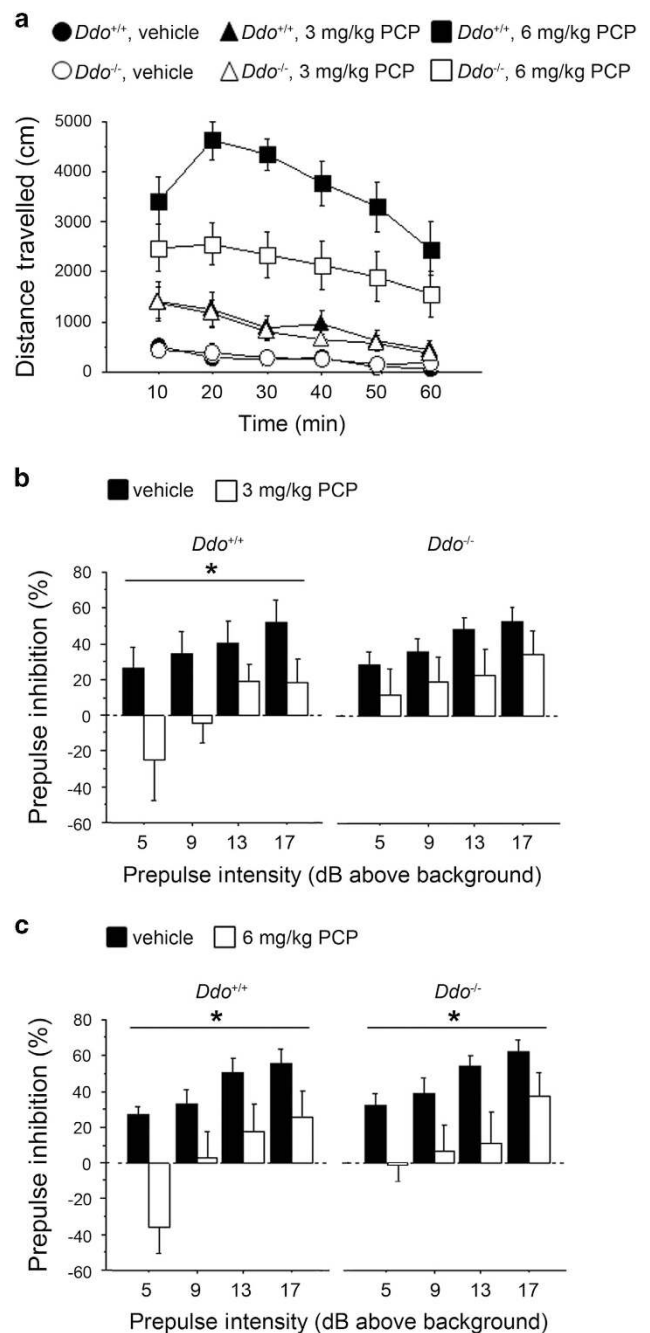 a
Ddo+/+, vehicle Ddo+/+, 3 mg/kg PCP Ddo+/+, 6 mg/kg PCP
Ddo-/-, vehicle Ddo-/-, 3 mg/kg PCP Ddo-/-, 6 mg/kg PCP
Distance travelled (cm)
5000
4000
3000
2000
1000
0
10 20 30 40 50 60
Time (min)
b
vehicle 3 mg/kg PCP
Ddo+/+ Ddo-/-
*
Prepulse inhibition (%)
80
60
40
20
0
-20
-40
-60
5 9 13 17 5 9 13 17
Prepulse intensity (dB above background)
c
vehicle 6 mg/kg PCP
Ddo+/+ Ddo-/-
* *
Prepulse inhibition (%)
80
60
40
20
0
-20
-40
-60
5 9 13 17 5 9 13 17
Prepulse intensity (dB above background)